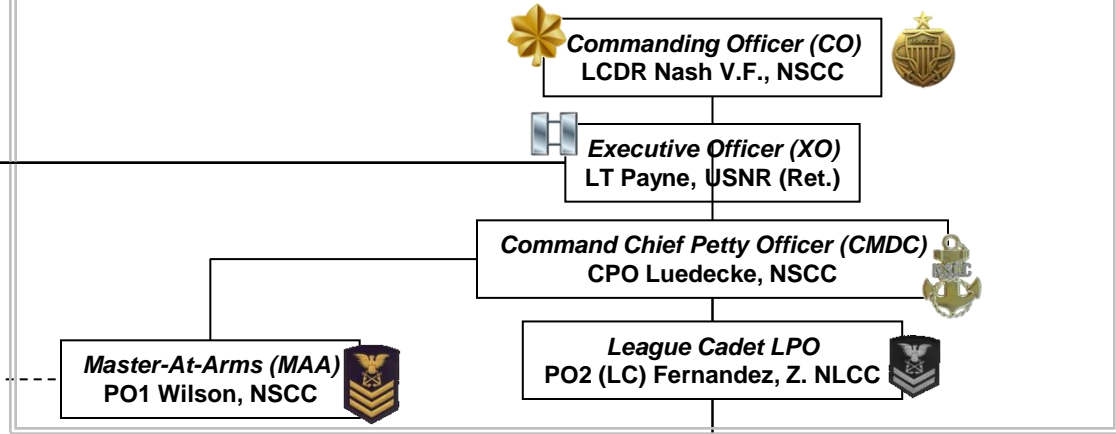 Commanding Officer (CO)
LCDR Nash V.F., NSCC
Executive Officer (XO)
LT Payne, USNR (Ret.)
Command Chief Petty Officer (CMDC)
CPO Luedecke, NSCC
NSCC
Master-At-Arms (MAA)
PO1 Wilson, NSCC
League Cadet LPO
PO2 (LC) Fernandez, Z. NLCC